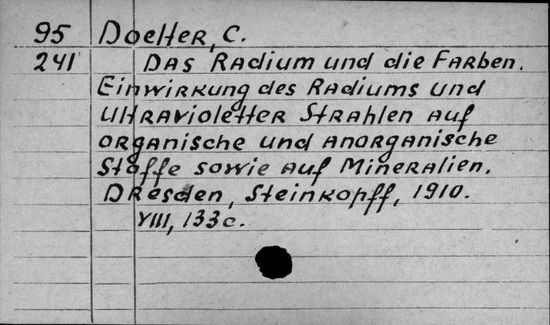 95 Doelter, C.
241 Das Radium und die Farben.
Einwirkung des Radiums und
ultravioletter Strahlen auf
organische und anorganische
Stoffe sowie auf Mineralien.
Dresden, Steinkopff, 1910.
VIII, 133c.